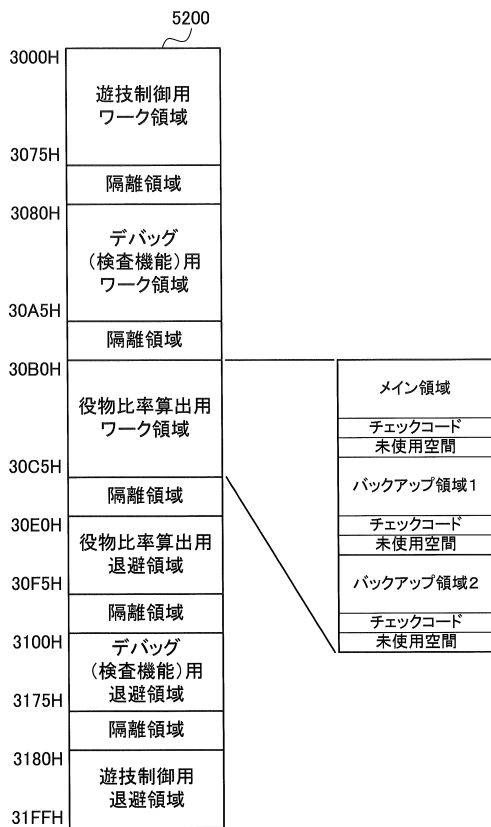 5200
3000H
遊技制御用
ワーク領域
3075H
隔離領域
3080H
デバッグ
(検査機能)用
ワーク領域
30A5H
隔離領域
30B0H
役物比率算出用
ワーク領域
30C5H
隔離領域
30E0H
役物比率算出用
退避領域
30F5H
隔離領域
3100H
デバッグ
(検査機能)用
退避領域
3175H
隔離領域
3180H
遊技制御用
退避領域
31FFH
メイン領域
チェックコード
未使用空間
バックアップ領域1
チェックコード
未使用空間
バックアップ領域2
チェックコード
未使用空間